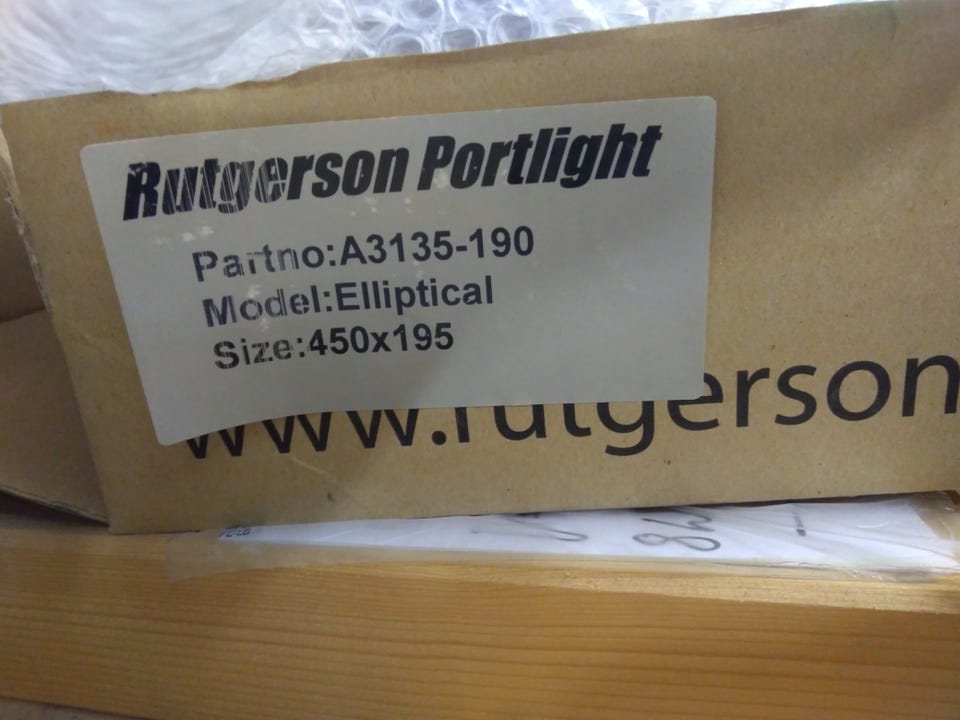 Rutgerson Portlight
Partno:A3135-190
Model:Elliptical
Size:450x195
www.rutgerson